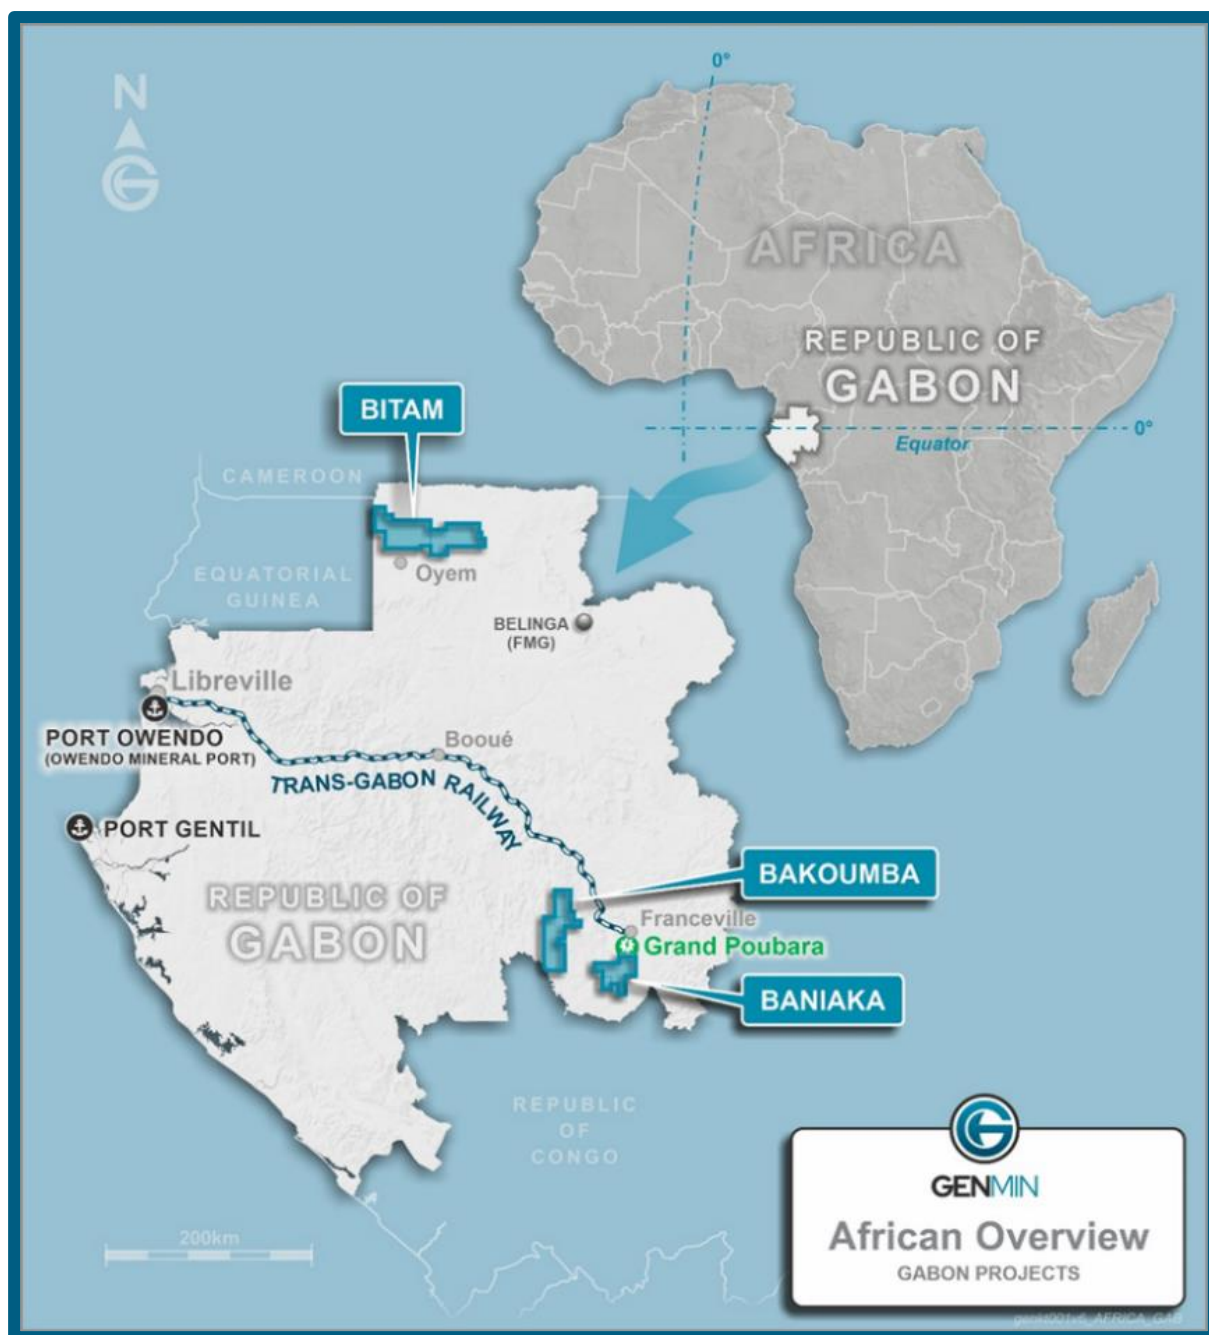 N
0°
AFRICA
REPUBLIC OF
GABON
0°
Equator
BITAM
CAMEROON
EQUATORIAL
GUINEA
Oyem
BELINGA
(FMG)
Libreville
PORT OWENDO
(OWENDO MINERAL PORT)
Booué
TRANS-GABON RAILWAY
PORT GENTIL
BAKOUMBA
REPUBLIC OF
GABON
Franceville
Grand Poubara
BANIAKA
REPUBLIC
OF
CONGO
200km
GENMIN
African Overview
GABON PROJECTS